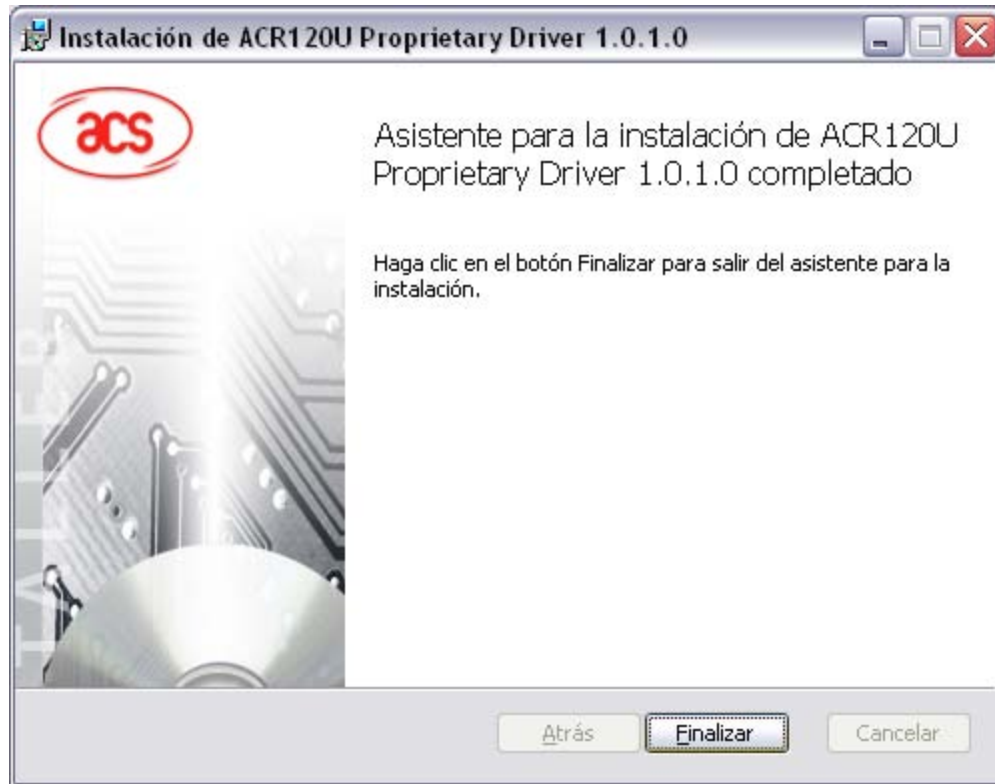 Instalación de ACR120U Proprietary Driver 1.0.1.0
acs
Asistente para la instalación de ACR120U
Proprietary Driver 1.0.1.0 completado
Haga clic en el botón Finalizar para salir del asistente para la
instalación.
Atrás
Finalizar
Cancelar